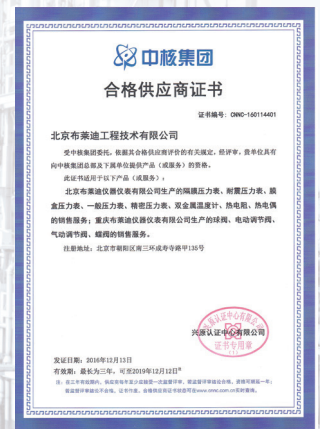 中核集团
合格供应商证书
证书编号：CNNC-160114401
北京布莱迪工程技术有限公司
受中核集团委托，依据其合格供应商评价的有关规定，经评审，贵单位具有
向中核集团总部及下属单位提供产品（或服务）的资格。
此证书适用于以下产品（或服务）：
北京布莱迪仪器仪表有限公司生产的隔膜压力表、耐震压力表、膜
盒压力表、一般压力表、精密压力表、双金属温度计、热电阻、热电偶
的销售服务；重庆布莱迪仪器仪表有限公司生产的球阀、电动调节阀、
气动调节阀、蝶阀的销售服务。
注册地址：北京市朝阳区南三环成寿寺路甲135号
兴原认证中心有限公司
证书专用章
发证日期：2016年12月13日
有效期：最长为三年，可至2019年12月12日